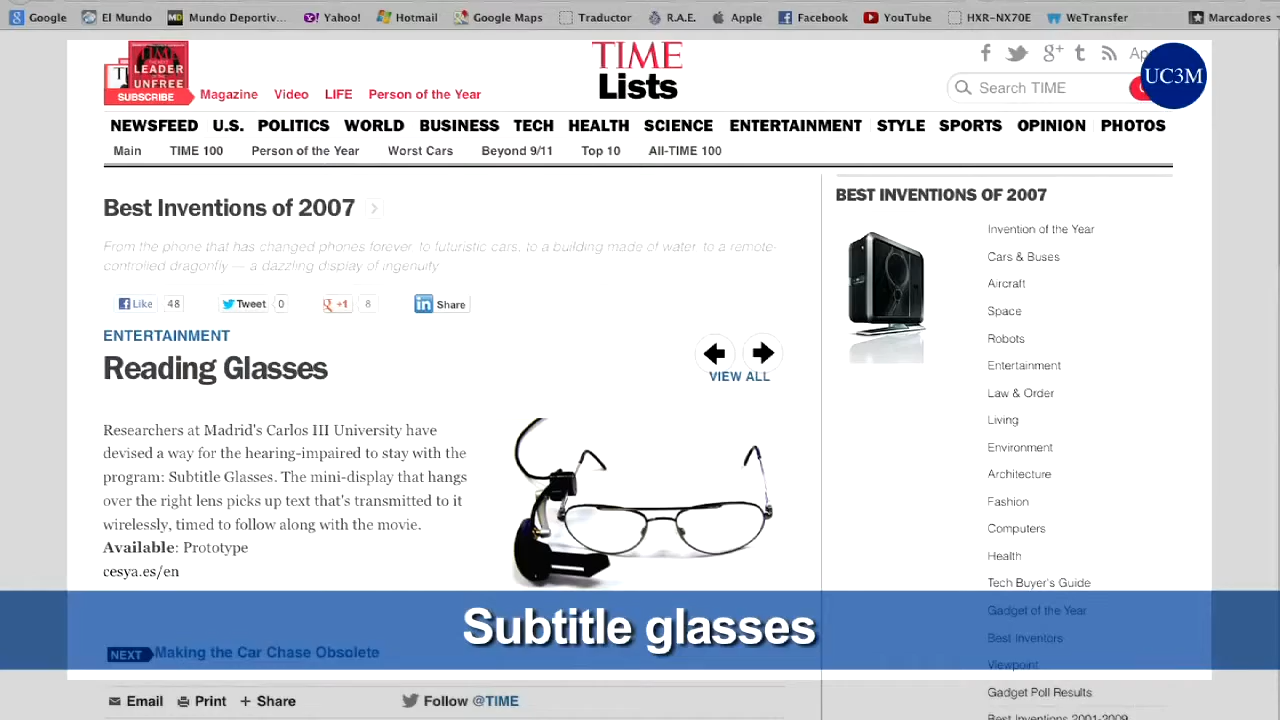 Google El Mundo Mundo Deportiv... Yahoo! Hotmail Google Maps Traductor R.A.E. Apple Facebook YouTube HXR-NX70E WeTransfer Marcadores
TIME
Lists
LEADER
UNFREE
SUBSCRIBE
Magazine Video LIFE Person of the Year
Search TIME
UC3M
NEWSFEED U.S. POLITICS WORLD BUSINESS TECH HEALTH SCIENCE ENTERTAINMENT STYLE SPORTS OPINION PHOTOS
Main TIME 100 Person of the Year Worst Cars Beyond 9/11 Top 10 All-TIME 100
Best Inventions of 2007
From the phone that has changed phones forever, to futuristic cars, to a building made of water, to a remote-
controlled dragonfly — a dazzling display of ingenuity
Like 48 Tweet 0 +1 8 Share
ENTERTAINMENT
Reading Glasses
VIEW ALL
Researchers at Madrid's Carlos III University have
devised a way for the hearing-impaired to stay with the
program: Subtitle Glasses. The mini-display that hangs
over the right lens picks up text that's transmitted to it
wirelessly, timed to follow along with the movie.
Available: Prototype
cesya.es/en
Subtitle glasses
NEXT Making the Car Chase Obsolete
Email Print + Share Follow @TIME
BEST INVENTIONS OF 2007
Invention of the Year
Cars & Buses
Aircraft
Space
Robots
Entertainment
Law & Order
Living
Environment
Architecture
Fashion
Computers
Health
Tech Buyer's Guide
Gadget of the Year
Best Inventors
Viewpoint
Gadget Poll Results
Best Inventions 2001-2009